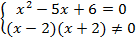 x² − 5x + 6 = 0
(x − 2)(x + 2) ≠ 0